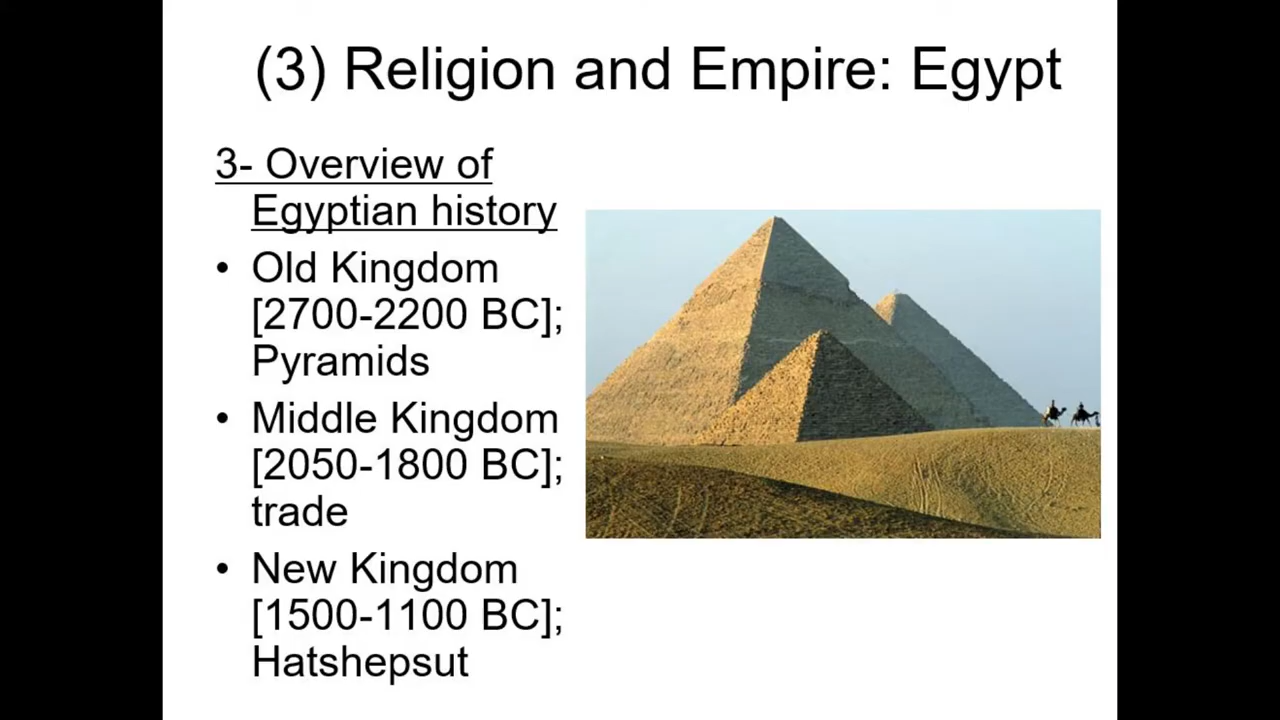 (3) Religion and Empire: Egypt
3- Overview of
Egyptian history
• Old Kingdom
[2700-2200 BC];
Pyramids
• Middle Kingdom
[2050-1800 BC];
trade
• New Kingdom
[1500-1100 BC];
Hatshepsut